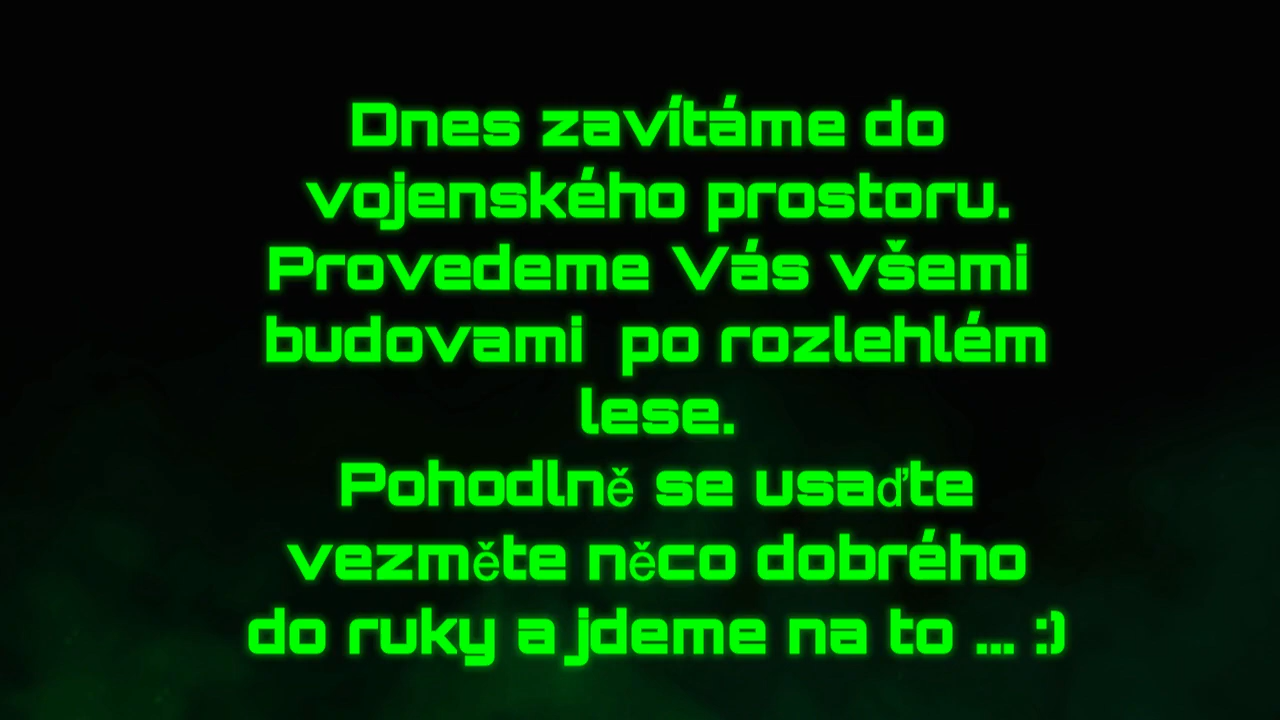 Dnes zavítáme do
vojenského prostoru.
Provedeme Vás všemi
budovami  po rozlehlém
lese.
Pohodlně se usaďte
vezměte něco dobrého
do ruky a jdeme na to ... :)